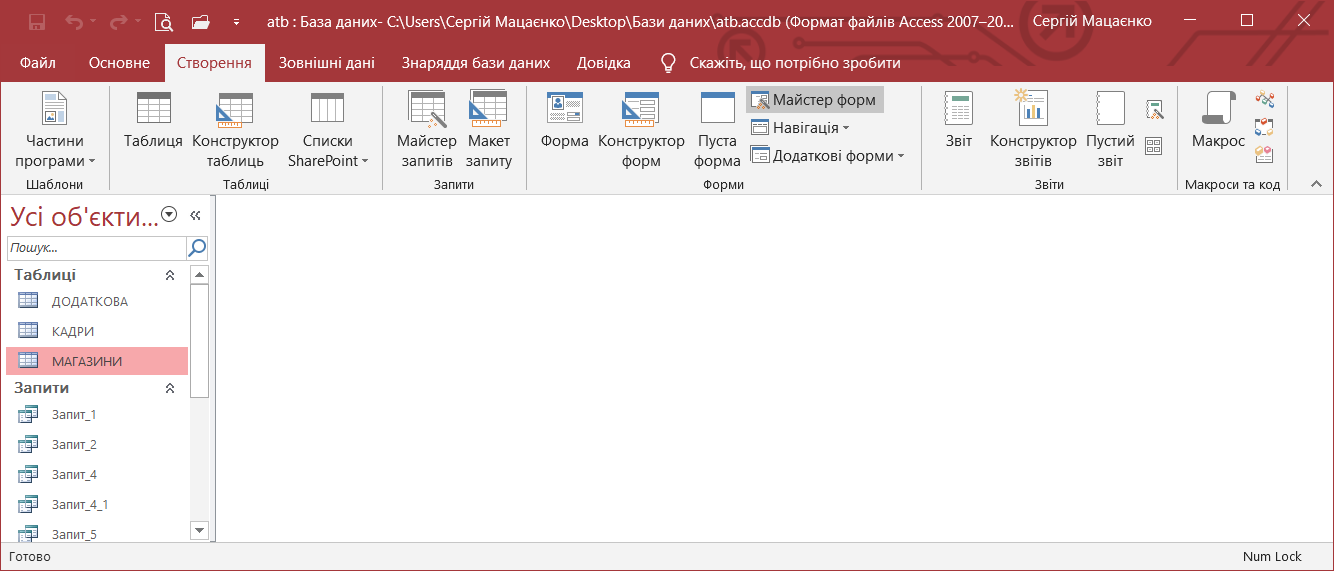 atb : База даних- C:\Users\Сергій Мацаєнко\Desktop\Бази даних\atb.accdb (Формат файлів Access 2007–20...
Сергій Мацаєнко
Файл
Основне
Створення
Зовнішні дані
Знаряддя бази даних
Довідка
Скажіть, що потрібно зробити
Частини
програми
Шаблони
Таблиця
Конструктор
таблиць
Списки
SharePoint
Таблиці
Майстер
запитів
Макет
запиту
Запити
Форма
Конструктор
форм
Пуста
форма
Майстер форм
Навігація
Додаткові форми
Форми
Звіт
Конструктор
звітів
Пустий
звіт
Звіти
Макрос
Макроси та код
Усі об'єкти...
Пошук...
Таблиці
ДОДАТКОВА
КАДРИ
МАГАЗИНИ
Запити
Запит_1
Запит_2
Запит_4
Запит_4_1
Запит_5
Готово
Num Lock